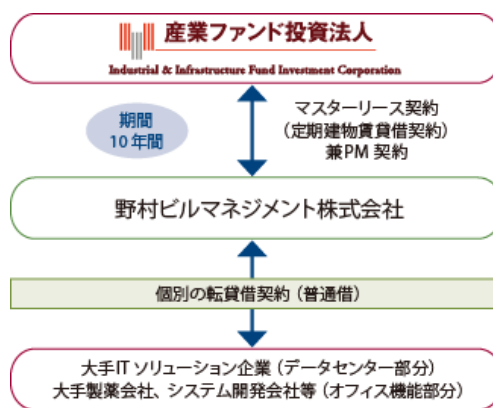 産業ファンド投資法人
Industrial & Infrastructure Fund Investment Corporation
期間
10年間
マスターリース契約
(定期建物賃貸借契約)
兼PM契約
野村ビルマネジメント株式会社
個別の転貸借契約(普通借)
大手ITソリューション企業(データセンター部分)
大手製薬会社、システム開発会社等(オフィス機能部分)